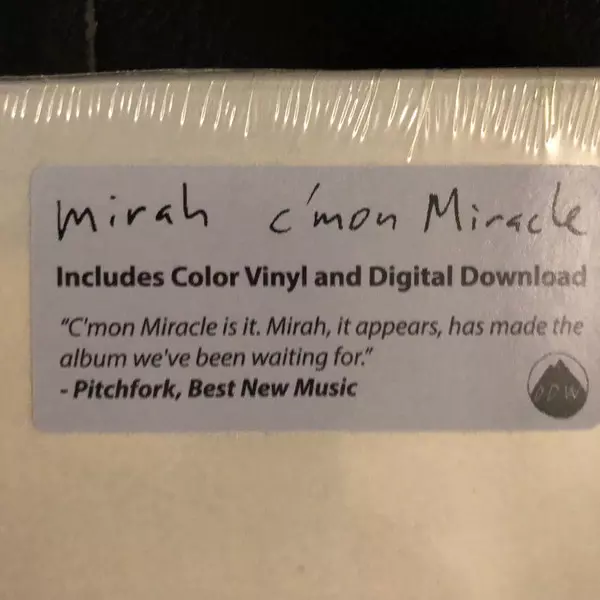 mirah c'mon Miracle
Includes Color Vinyl and Digital Download
"C'mon Miracle is it. Mirah, it appears, has made the
album we've been waiting for."
- Pitchfork, Best New Music
DDW